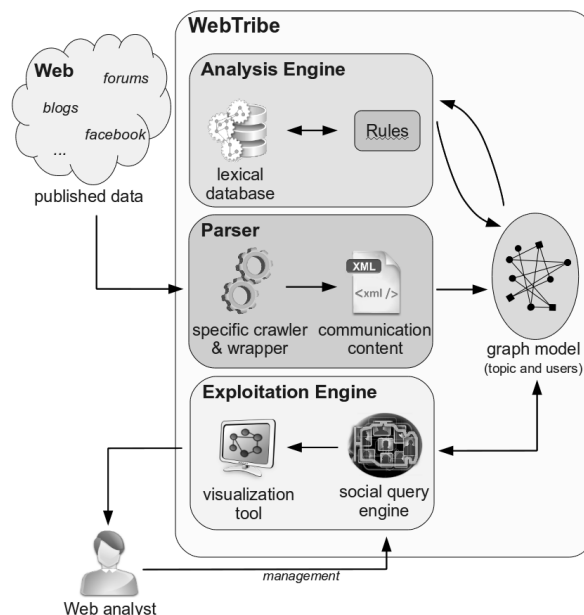 WebTribe
Web
forums
blogs
facebook
...
published data
Analysis Engine
lexical
database
Rules
Parser
XML
<xml />
specific crawler
& wrapper
communication
content
graph model
(topic and users)
Exploitation Engine
visualization
tool
social query
engine
management
Web analyst